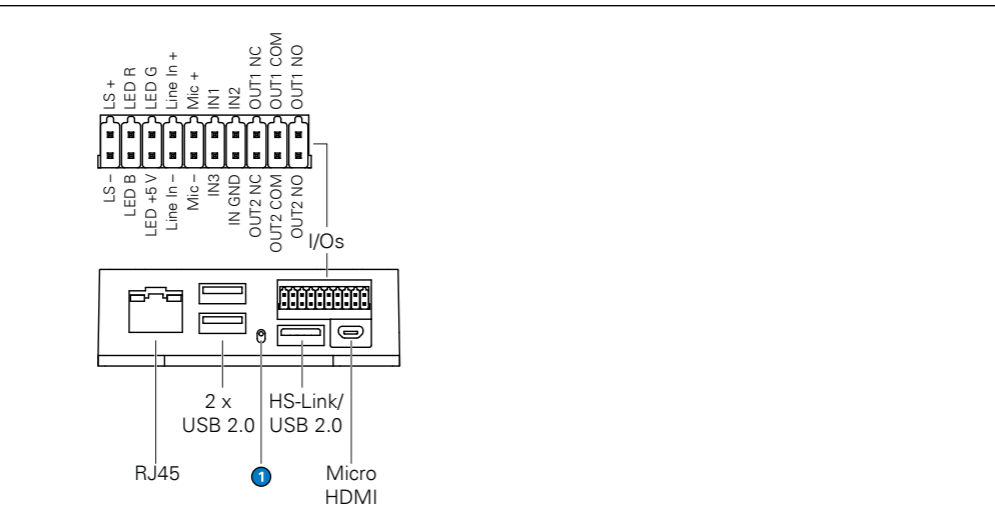 LS +
LED R
LED G
Line In +
Mic +
IN1
IN2
OUT1 NC
OUT1 COM
OUT1 NO
LS –
LED B
LED +5 V
Line In –
Mic –
IN3
IN GND
OUT2 NC
OUT2 COM
OUT2 NO
I/Os
2 x
USB 2.0
HS-Link/
USB 2.0
RJ45
1
Micro
HDMI